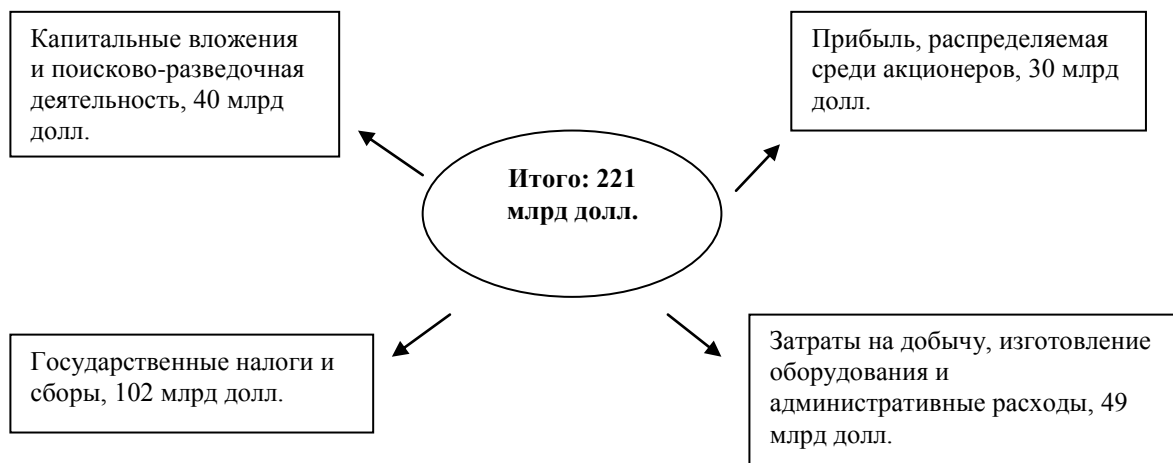 Капитальные вложения
и поисково-разведочная
деятельность, 40 млрд
долл.
Прибыль, распределяемая
среди акционеров, 30 млрд
долл.
Итого: 221
млрд долл.
Государственные налоги и
сборы, 102 млрд долл.
Затраты на добычу, изготовление
оборудования и
административные расходы, 49
млрд долл.